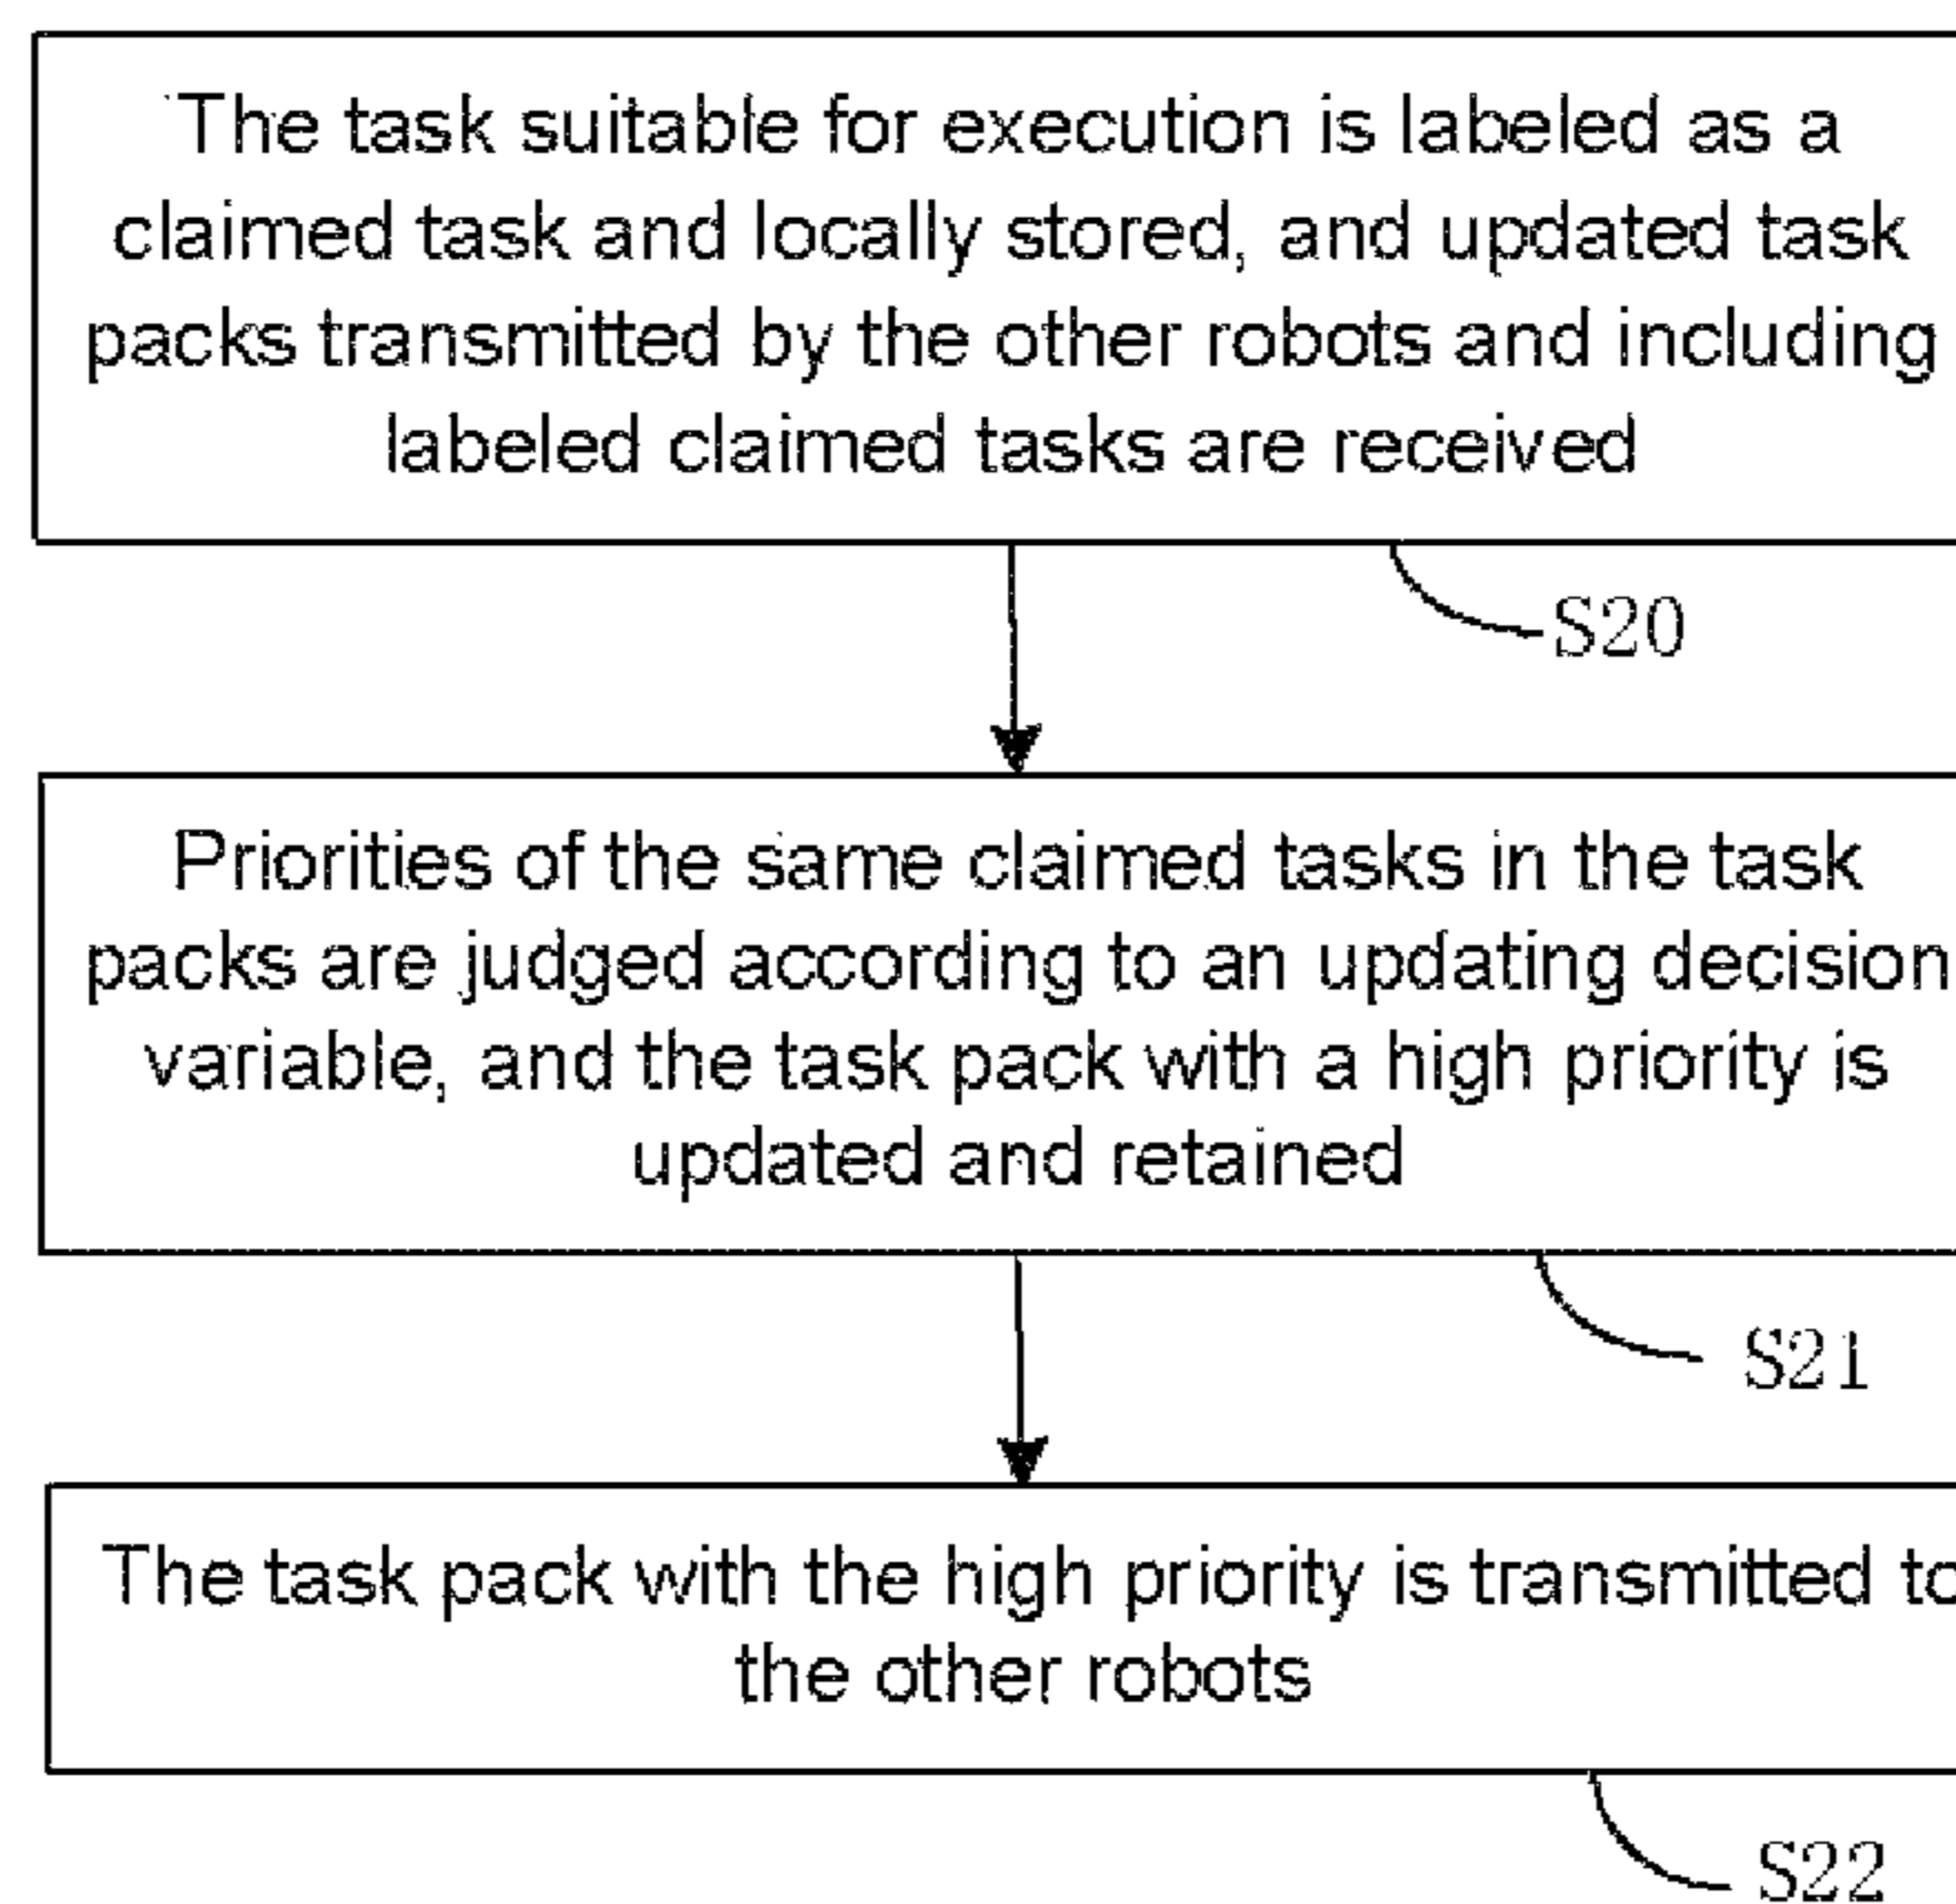 The task suitable for execution is labeled as a
claimed task and locally stored, and updated task
packs transmitted by the other robots and including
labeled claimed tasks are received
S20
Priorities of the same claimed tasks in the task
packs are judged according to an updating decision
variable, and the task pack with a high priority is
updated and retained
S21
The task pack with the high priority is transmitted to
the other robots
S22